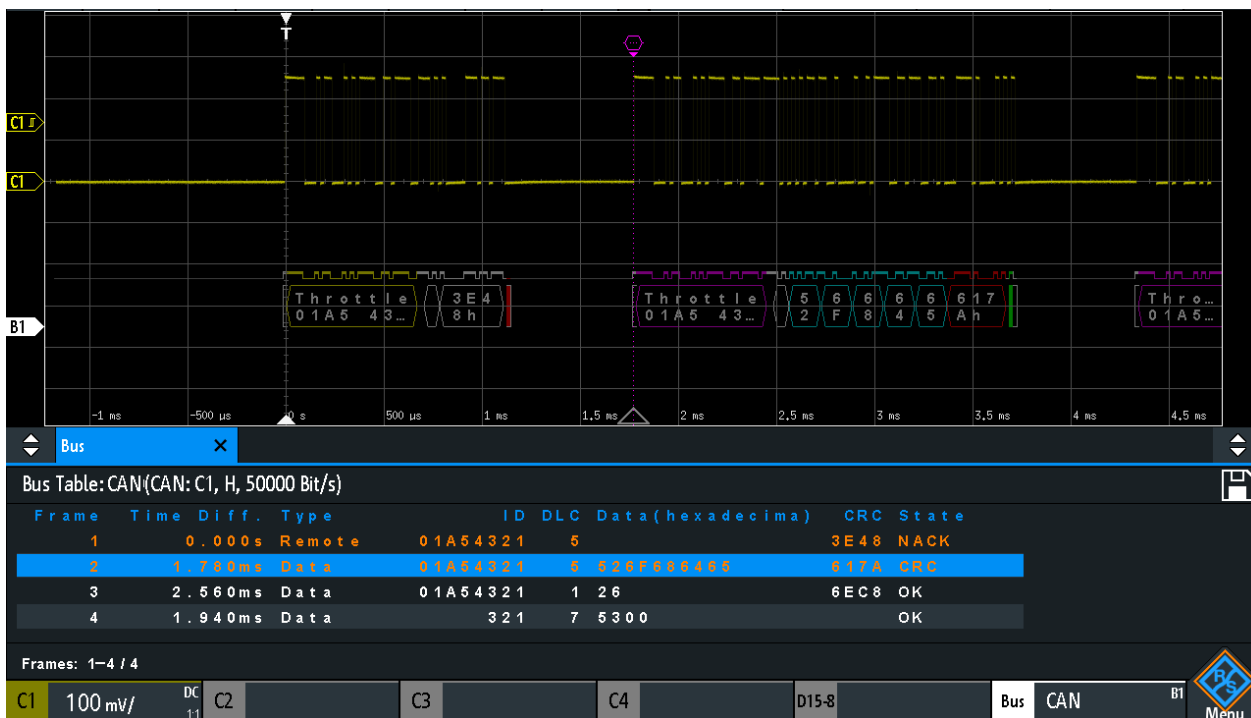 T
C1
C1
Throttle 3E4 Throttle 5 6 6 6 6 617 Thro…
01A5 43… 8h 01A5 43… 2 F 8 4 5 Ah 01A5…
B1
-1 ms -500 µs 0 s 500 µs 1 ms 1.5 ms 2 ms 2.5 ms 3 ms 3.5 ms 4 ms 4.5 ms
Bus
Bus Table: CAN (CAN: C1, H, 50000 Bit/s)
Frame Time Diff. Type ID DLC Data(hexadecima) CRC State
1 0.000s Remote 01A54321 5 3E48 NACK
2 1.780ms Data 01A54321 5 526F686465 617A CRC
3 2.560ms Data 01A54321 1 26 6EC8 OK
4 1.940ms Data 321 7 5300 OK
Frames: 1-4 / 4
C1 100 mV/ DC 1:1 C2 C3 C4 D15-8 Bus CAN B1 R&S
Menu